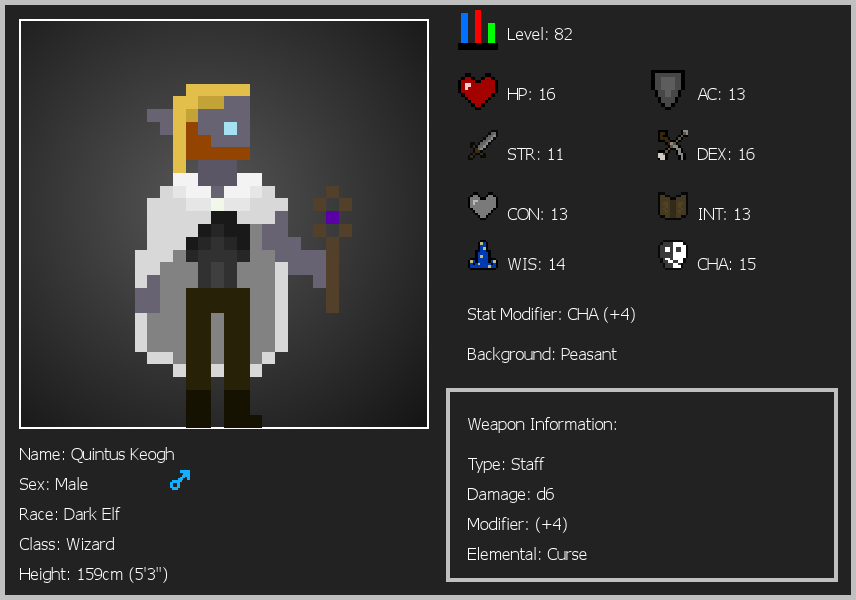 Level: 82
HP: 16
AC: 13
STR: 11
DEX: 16
CON: 13
INT: 13
WIS: 14
CHA: 15
Stat Modifier: CHA (+4)
Background: Peasant
Weapon Information:
Type: Staff
Damage: d6
Modifier: (+4)
Elemental: Curse
Name: Quintus Keogh
Sex: Male
Race: Dark Elf
Class: Wizard
Height: 159cm (5'3")